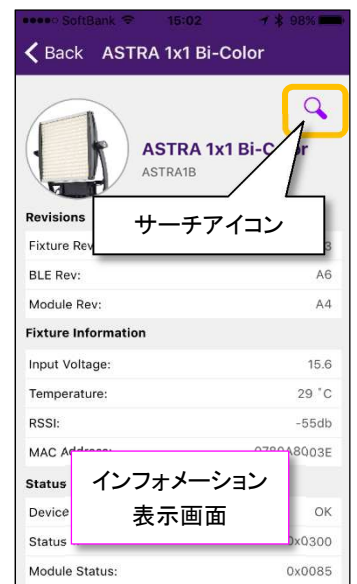 SoftBank 15:02 98%
Back ASTRA 1x1 Bi-Color
ASTRA 1x1 Bi-C r
ASTRA1B
サーチアイコン
Revisions
Fixture Rev 3
BLE Rev: A6
Module Rev: A4
Fixture Information
Input Voltage: 15.6
Temperature: 29 °C
RSSI: -55db
MAC 003E
インフォメーション
表示画面
Status
Device OK
Status 0x0300
Module Status: 0x0085